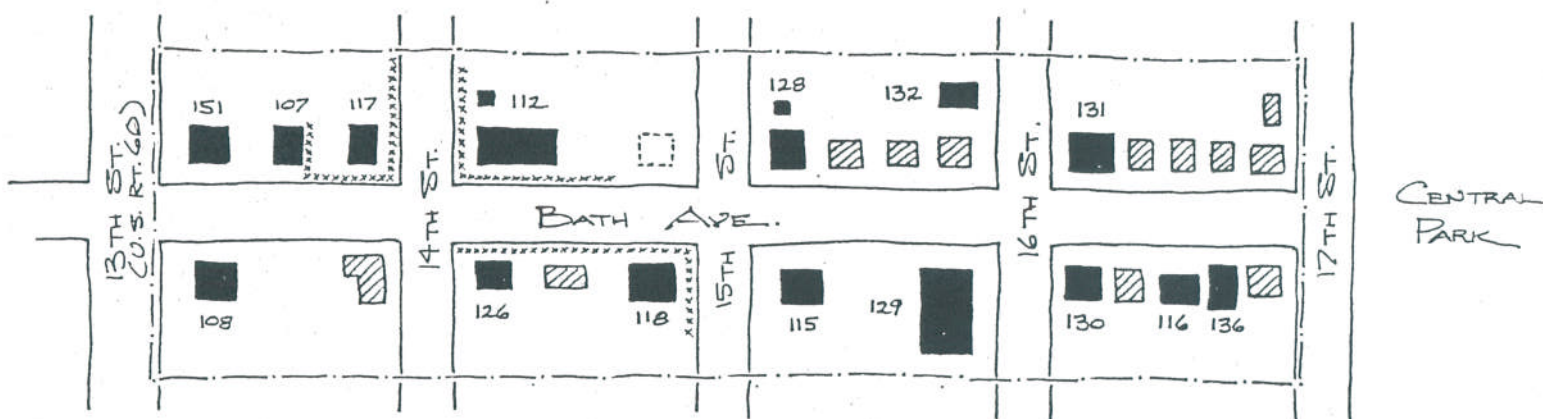 151 107 117
112
128 132
131
108
126 118
115 129
130 116 136
13TH ST.
(U.S. RT. 60)
14TH ST.
BATH AVE.
15TH ST.
16TH ST.
17TH ST.
CENTRAL
PARK